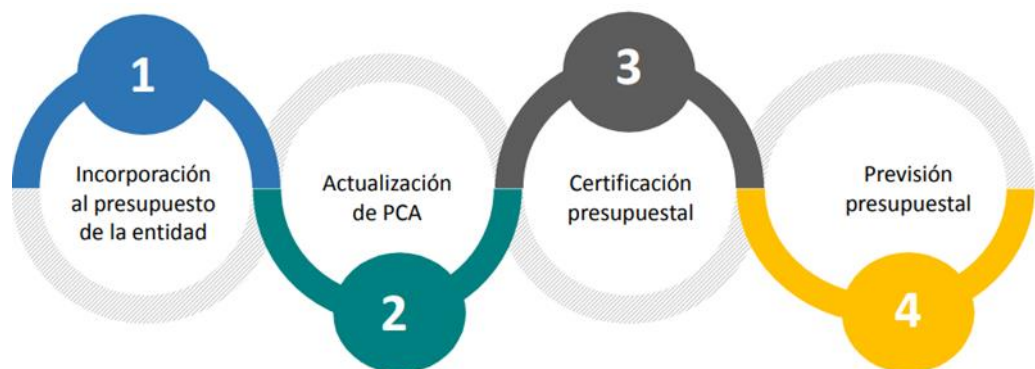 1
Incorporación
al presupuesto
de la entidad
Actualización
de PCA
2
3
Certificación
presupuestal
Previsión
presupuestal
4